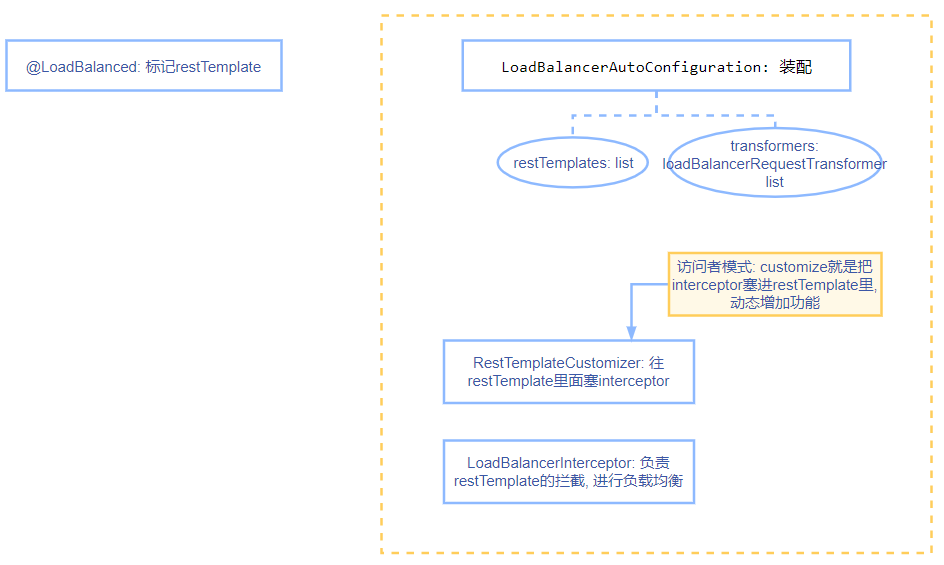 @LoadBalanced: 标记restTemplate
LoadBalancerAutoConfiguration: 装配
restTemplates: list
transformers:
loadBalancerRequestTransformer
list
访问者模式: customize就是把
interceptor塞进restTemplate里,
动态增加功能
RestTemplateCustomizer: 往
restTemplate里面塞interceptor
LoadBalancerInterceptor: 负责
restTemplate的拦截, 进行负载均衡